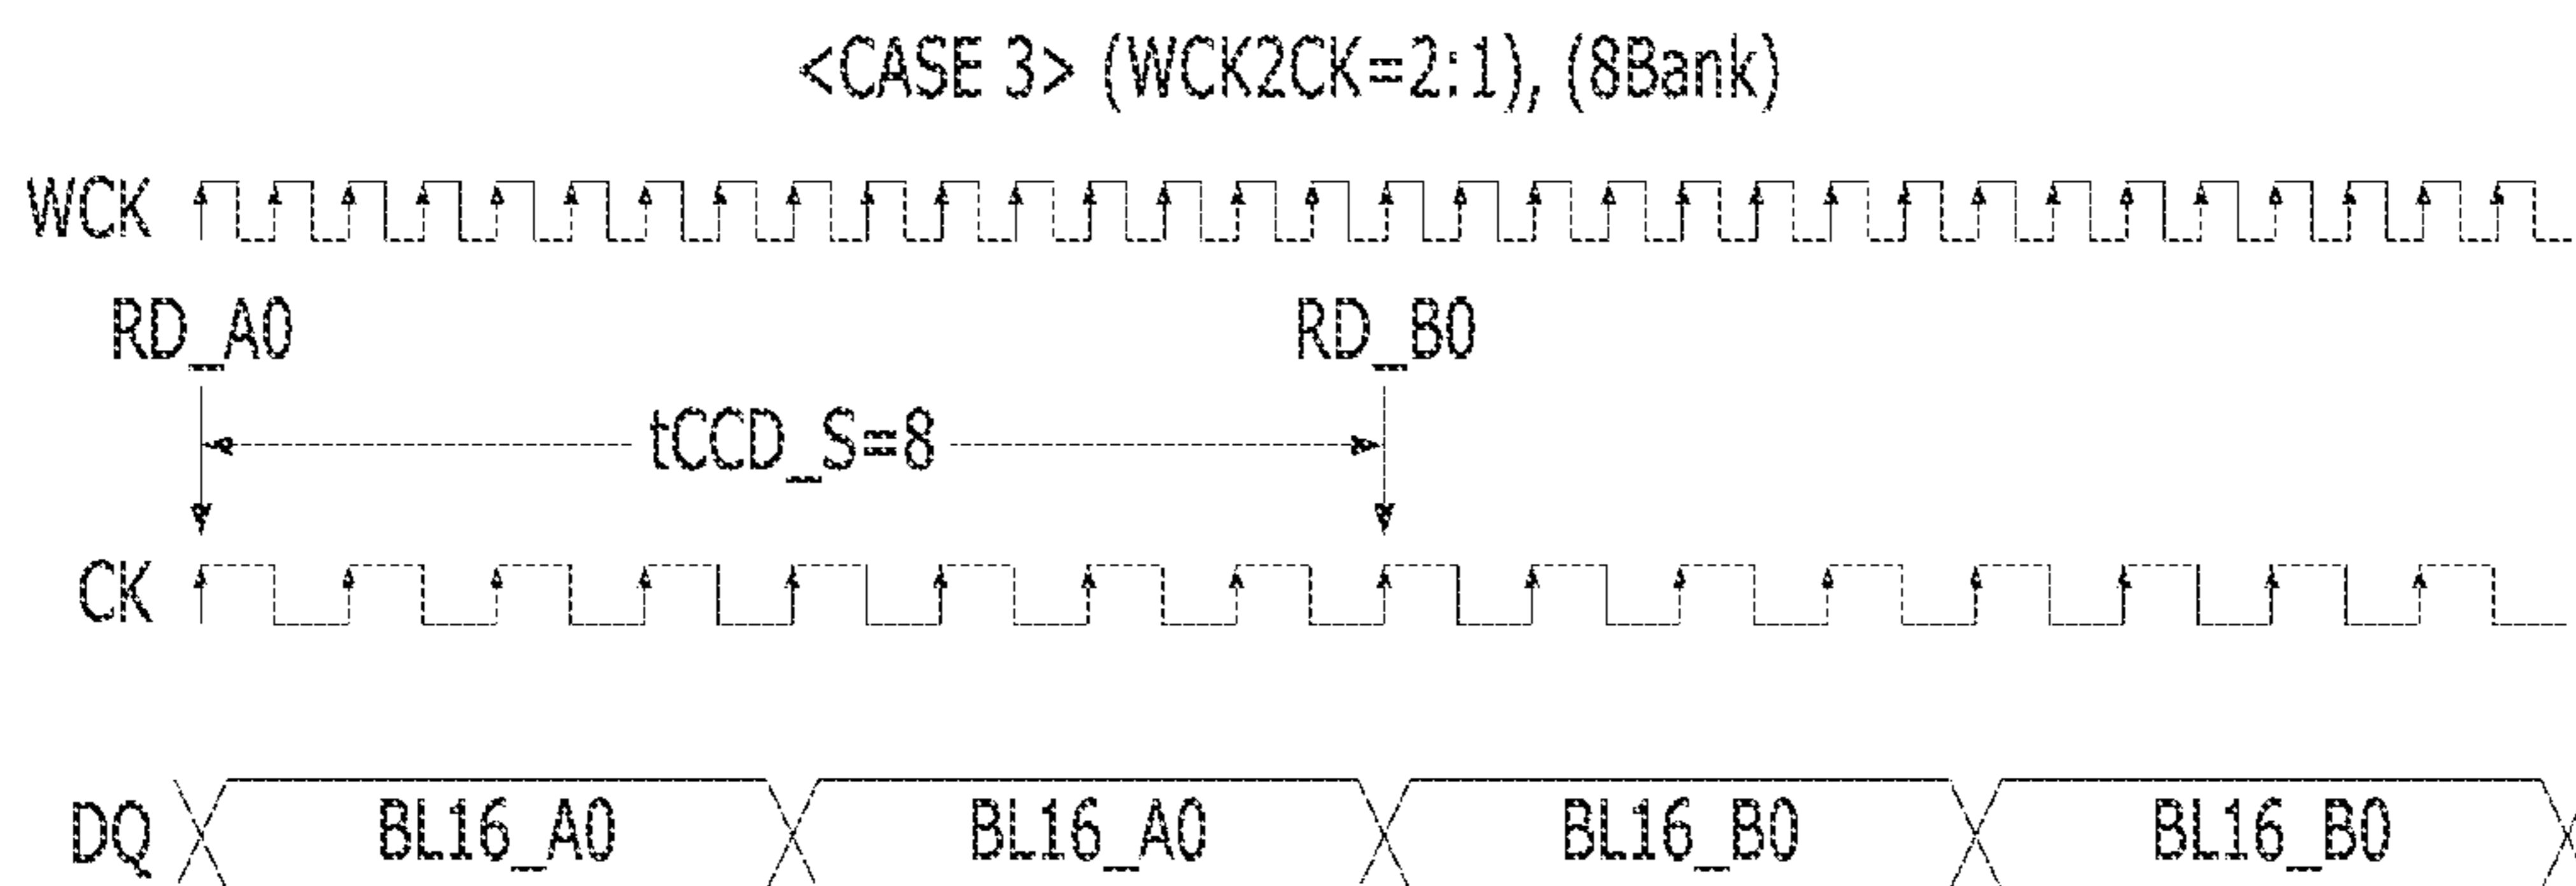 <CASE 3> (WCK2CK=2:1), (8Bank)
WCK
RD_A0 RD_B0
tCCD_S=8
CK
DQ BL16_A0 BL16_A0 BL16_B0 BL16_B0